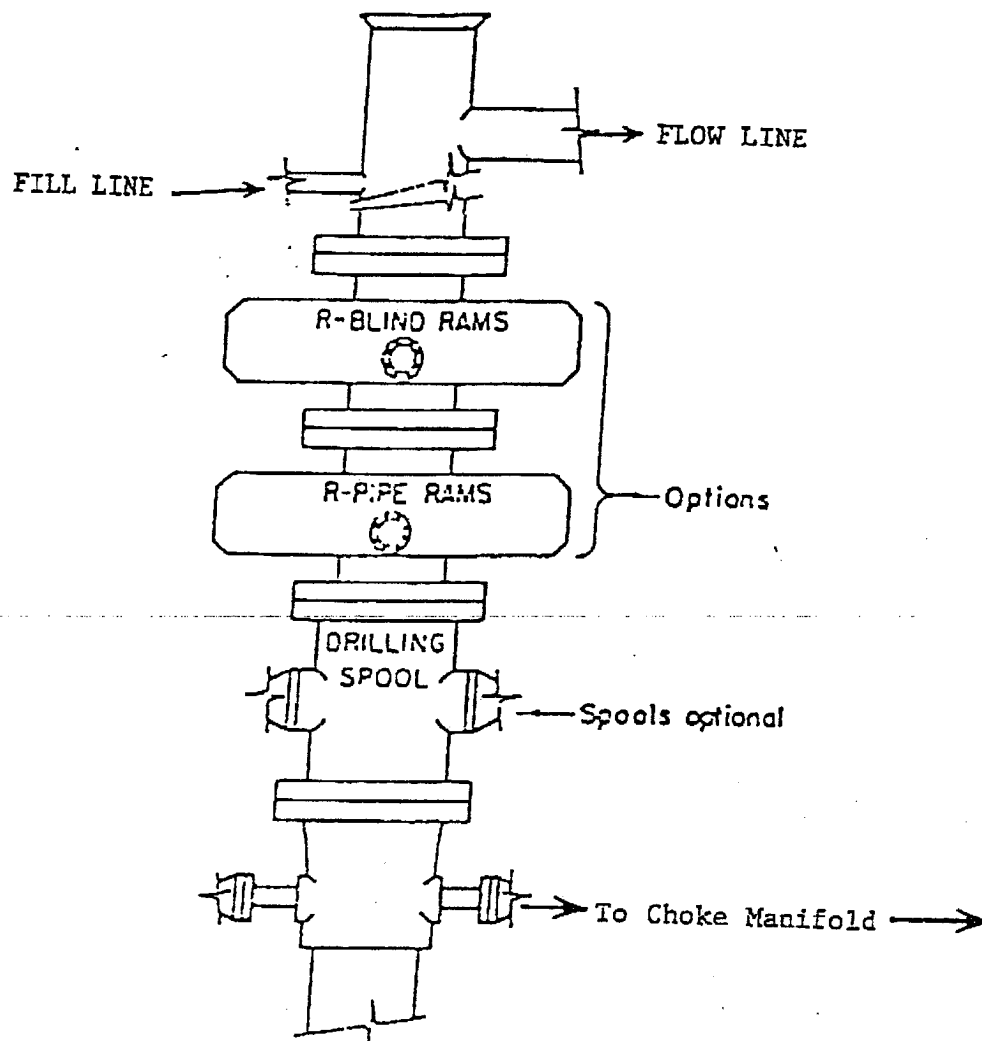 FLOW LINE
FILL LINE
R-BLIND RAMS
R-PIPE RAMS
Options
DRILLING
SPOOL
Spools optional
To Choke Manifold